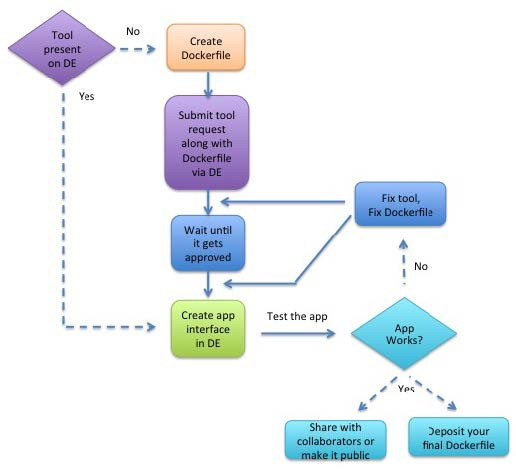 Tool
present
on DE
No
Create
Dockerfile
Yes
Submit tool
request
along with
Dockerfile
via DE
Fix tool,
Fix Dockerfile
Wait until
it gets
approved
No
Create app
interface
in DE
Test the app
App
Works?
Yes
Share with
collaborators or
make it public
Deposit your
final Dockerfile